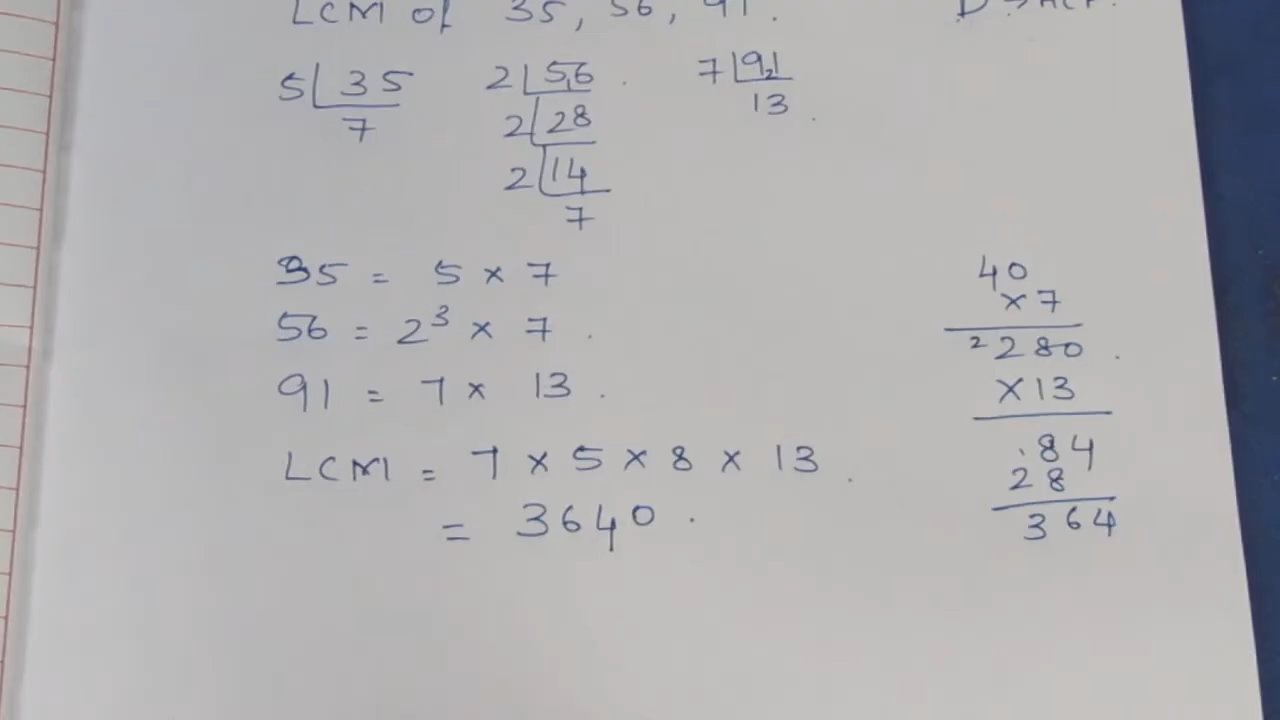 LCM of 35, 56, 91.
5 | 35
7
2 | 56
2 | 28
2 | 14
7
7 | 9₂1
13
35 = 5 × 7
56 = 2³ × 7
91 = 7 × 13
LCM = 7 × 5 × 8 × 13
= 3640
40
×7
²280
×13
84
28
364